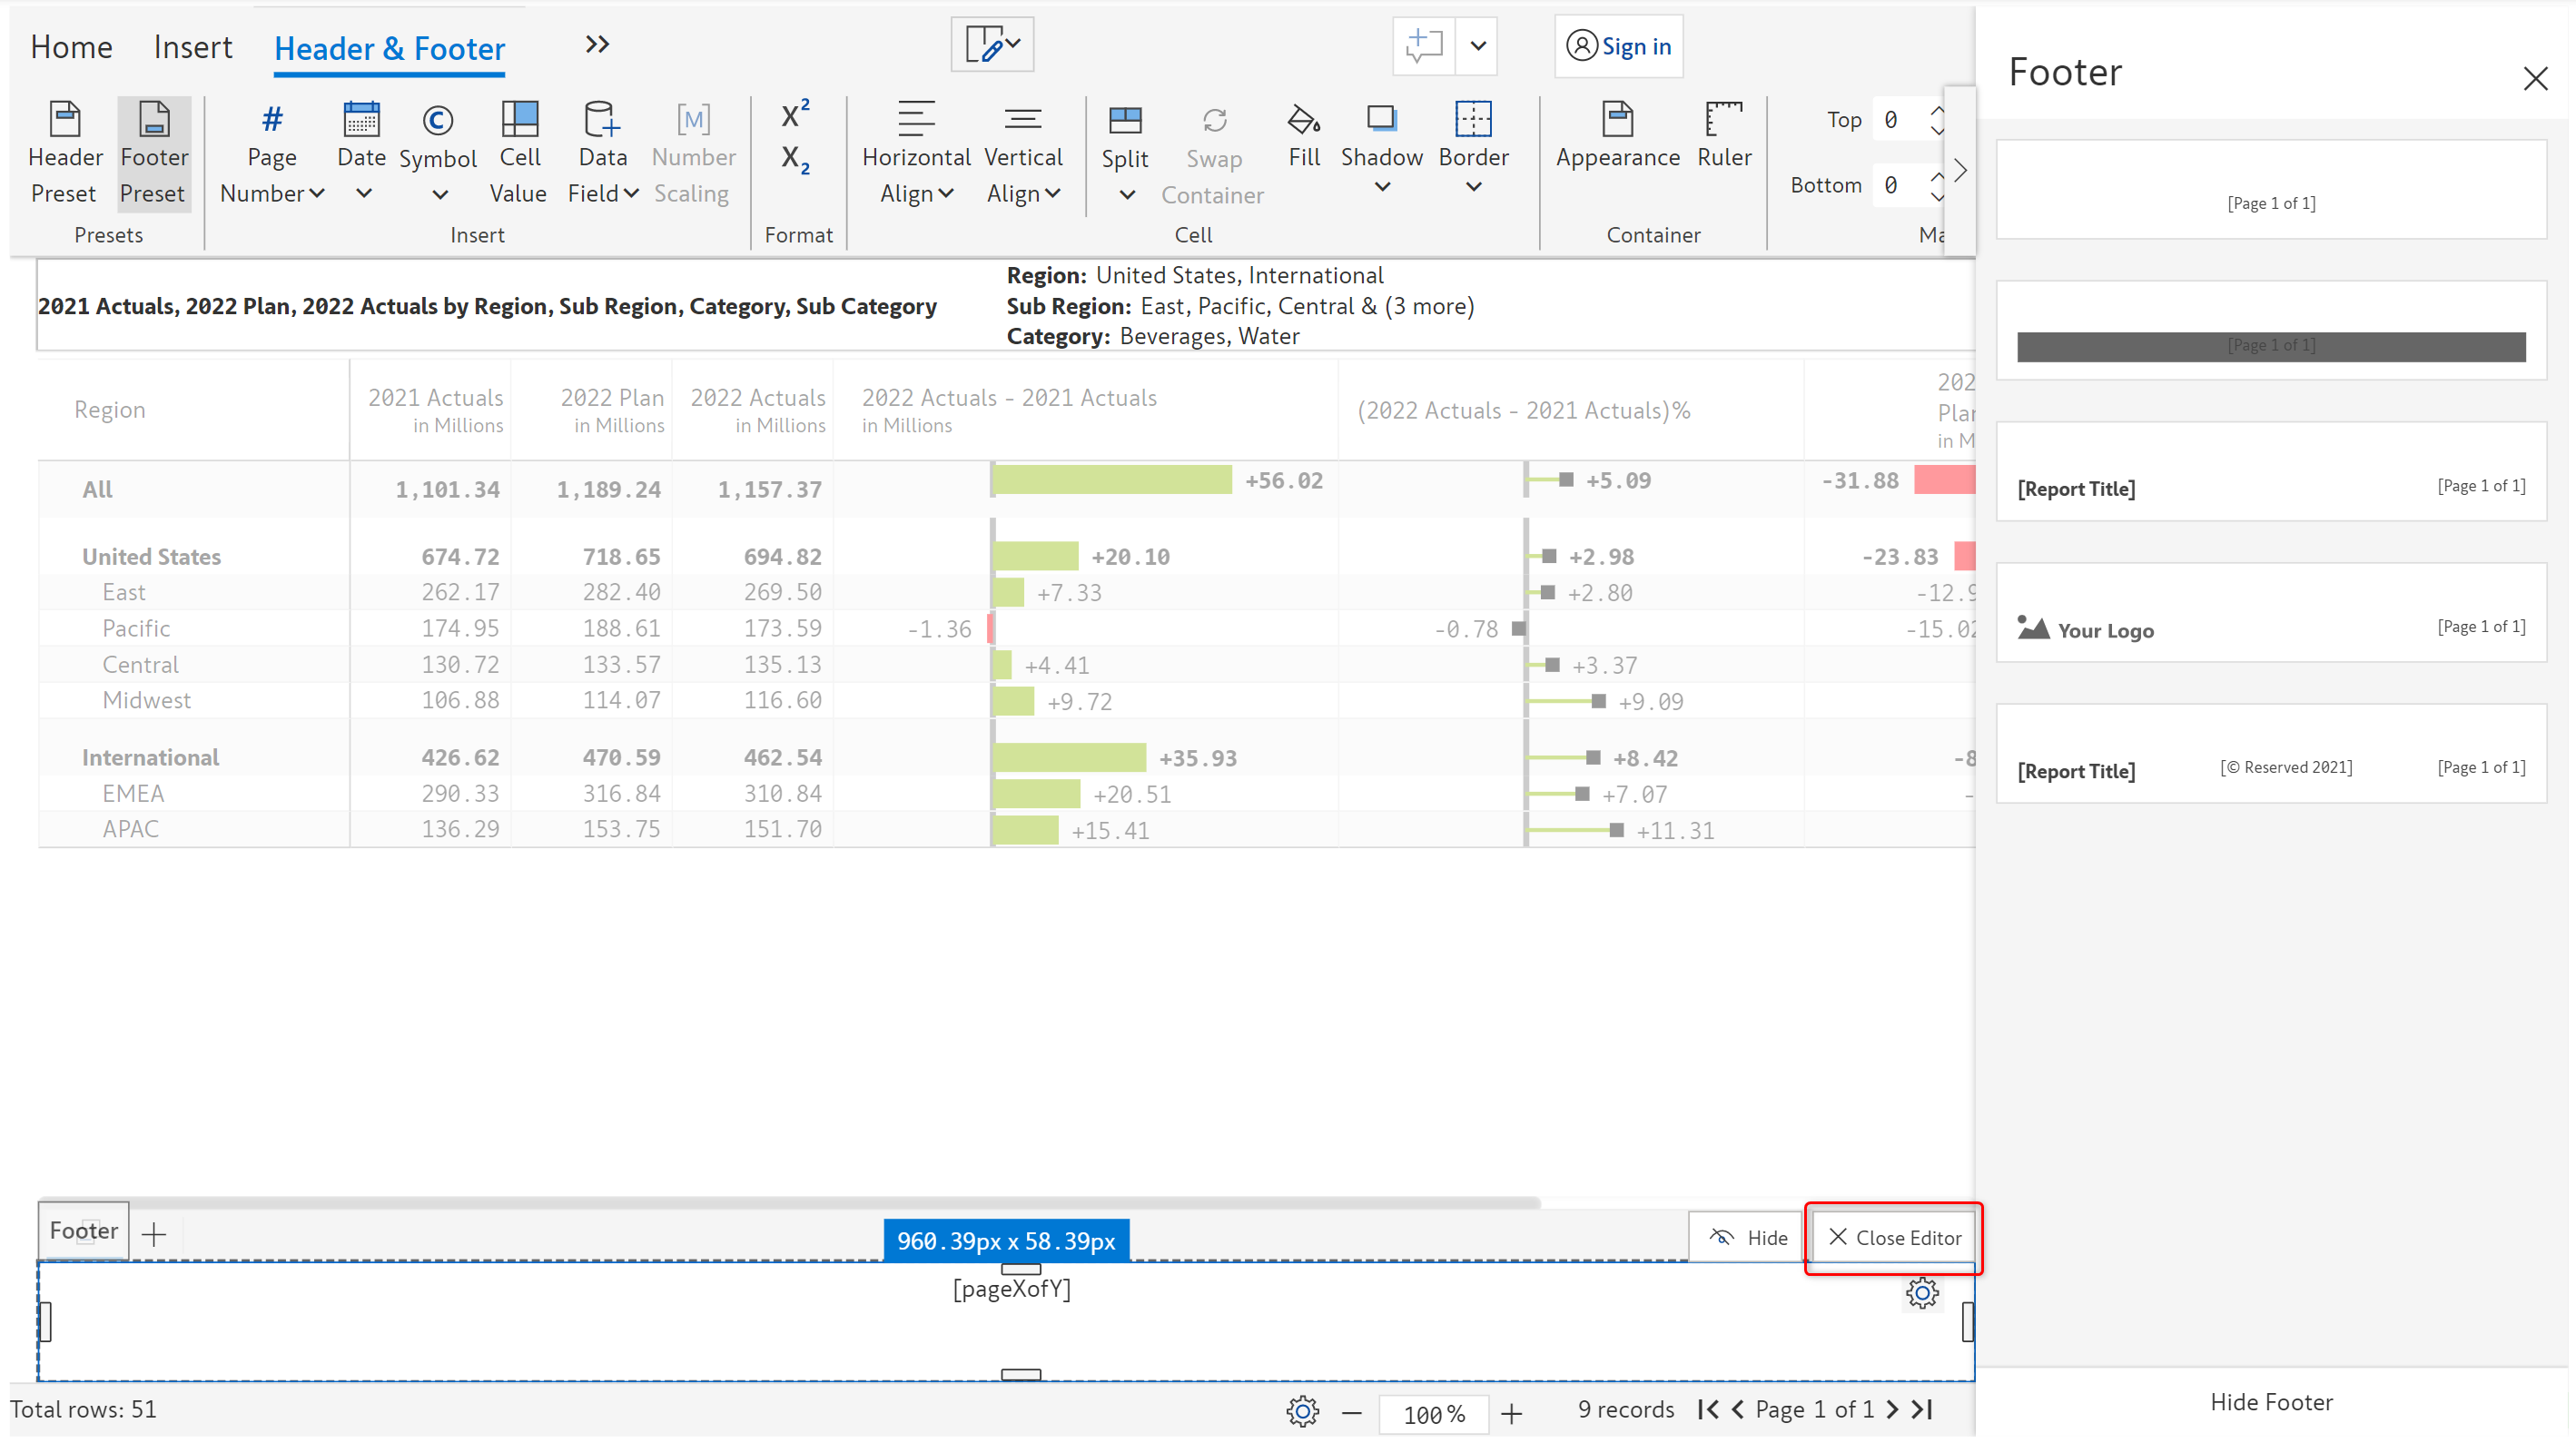 Home Insert Header & Footer
Sign in
Header Preset
Footer Preset
Presets
# Page Number
Date
Symbol
Cell Value
Data Field
[M] Number Scaling
Insert
X²
X₂
Format
Horizontal Align
Vertical Align
Split
Swap Container
Fill
Shadow
Border
Cell
Appearance
Ruler
Container
Top 0
Bottom 0
2021 Actuals, 2022 Plan, 2022 Actuals by Region, Sub Region, Category, Sub Category
Region: United States, International
Sub Region: East, Pacific, Central & (3 more)
Category: Beverages, Water
Region
2021 Actuals in Millions
2022 Plan in Millions
2022 Actuals in Millions
2022 Actuals - 2021 Actuals in Millions
(2022 Actuals - 2021 Actuals)%
All 1,101.34 1,189.24 1,157.37 +56.02 +5.09 -31.88
United States 674.72 718.65 694.82 +20.10 +2.98 -23.83
East 262.17 282.40 269.50 +7.33 +2.80
Pacific 174.95 188.61 173.59 -1.36 -0.78
Central 130.72 133.57 135.13 +4.41 +3.37
Midwest 106.88 114.07 116.60 +9.72 +9.09
International 426.62 470.59 462.54 +35.93 +8.42
EMEA 290.33 316.84 310.84 +20.51 +7.07
APAC 136.29 153.75 151.70 +15.41 +11.31
Footer
960.39px x 58.39px
Hide
Close Editor
[pageXofY]
Total rows: 51
100%
9 records
Page 1 of 1
Footer
[Page 1 of 1]
[Page 1 of 1]
[Report Title] [Page 1 of 1]
Your Logo [Page 1 of 1]
[Report Title] [© Reserved 2021] [Page 1 of 1]
Hide Footer